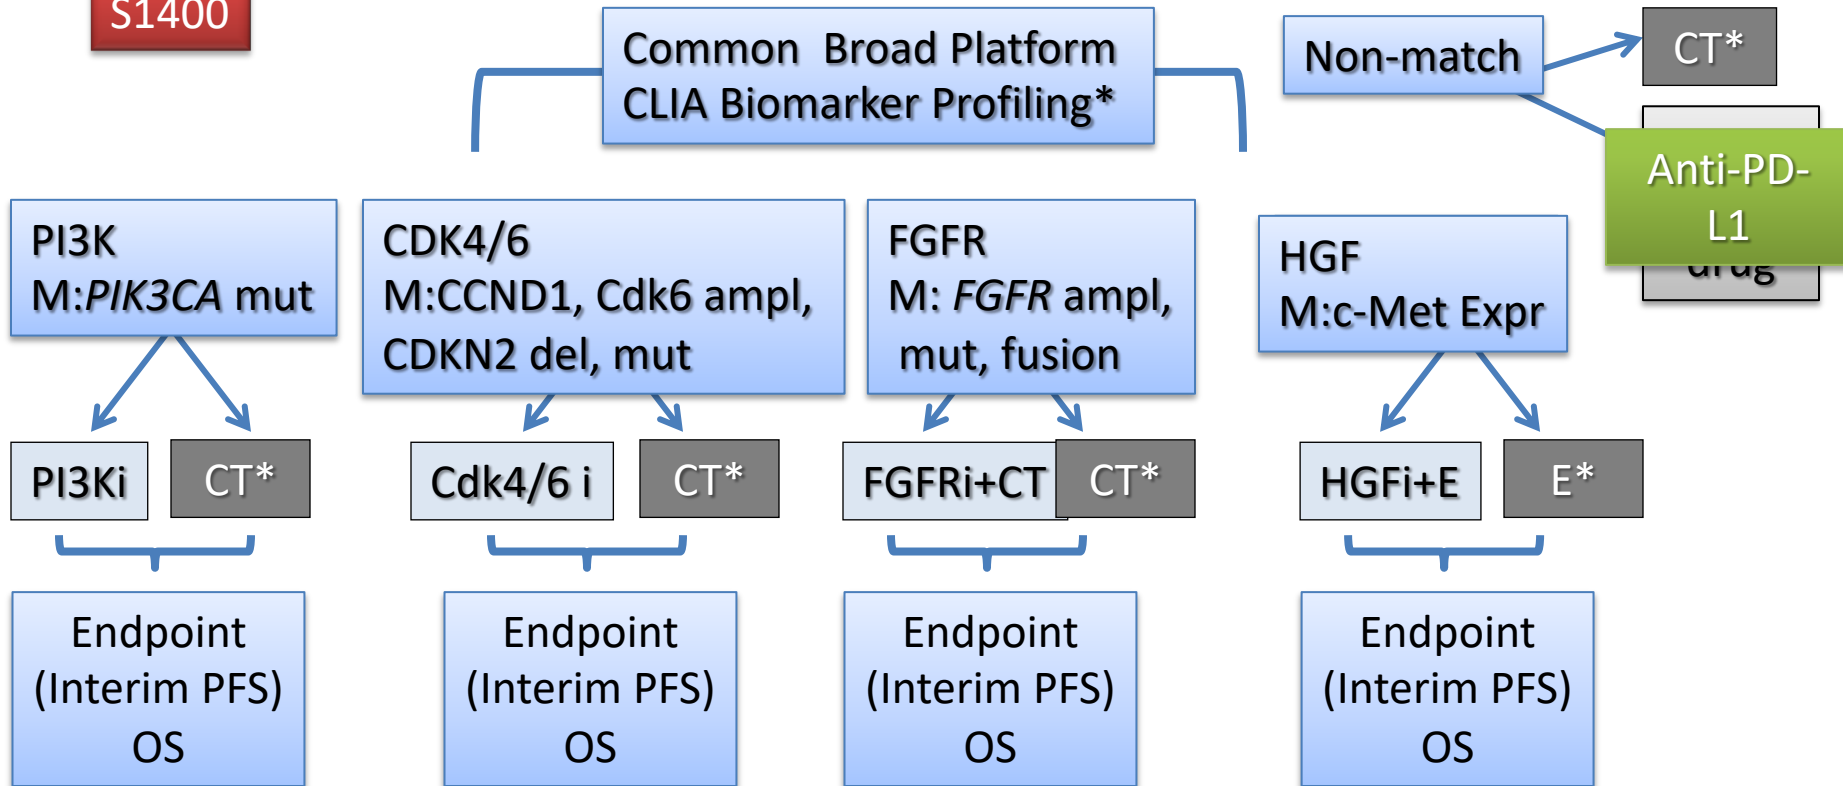 S1400
Common Broad Platform
CLIA Biomarker Profiling*
Non-match
CT*
Anti-PD-
L1
drug
PI3K
M:PIK3CA mut
CDK4/6
M:CCND1, Cdk6 ampl,
CDKN2 del, mut
FGFR
M: FGFR ampl,
mut, fusion
HGF
M:c-Met Expr
PI3Ki
CT*
Cdk4/6 i
CT*
FGFRi+CT
CT*
HGFi+E
E*
Endpoint
(Interim PFS)
OS
Endpoint
(Interim PFS)
OS
Endpoint
(Interim PFS)
OS
Endpoint
(Interim PFS)
OS